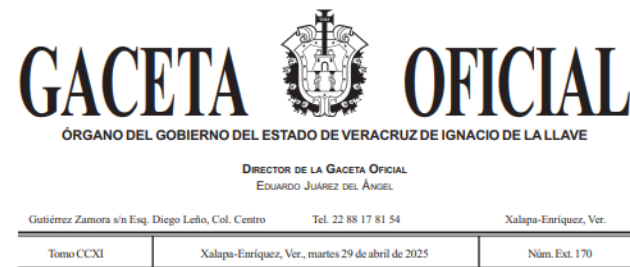 GACETA OFICIAL
ÓRGANO DEL GOBIERNO DEL ESTADO DE VERACRUZ DE IGNACIO DE LA LLAVE
DIRECTOR DE LA GACETA OFICIAL
EDUARDO JUÁREZ DEL ÁNGEL
Gutiérrez Zamora s/n Esq. Diego Leño, Col. Centro Tel. 22 88 17 81 54 Xalapa-Enríquez, Ver.
Tomo CCXI Xalapa-Enríquez, Ver., martes 29 de abril de 2025 Núm. Ext. 170